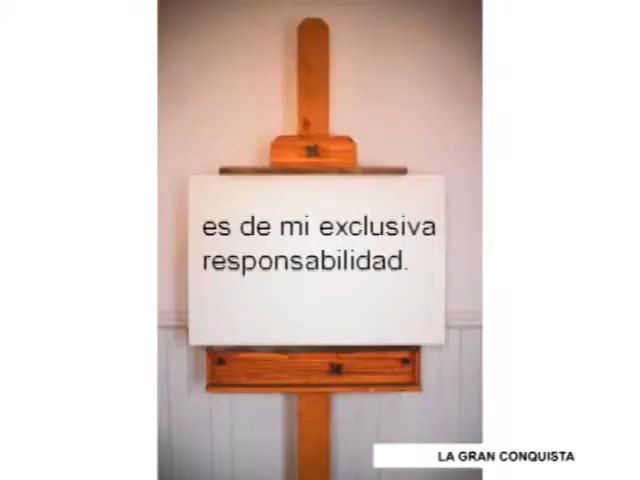 es de mi exclusiva
responsabilidad.
LA GRAN CONQUISTA